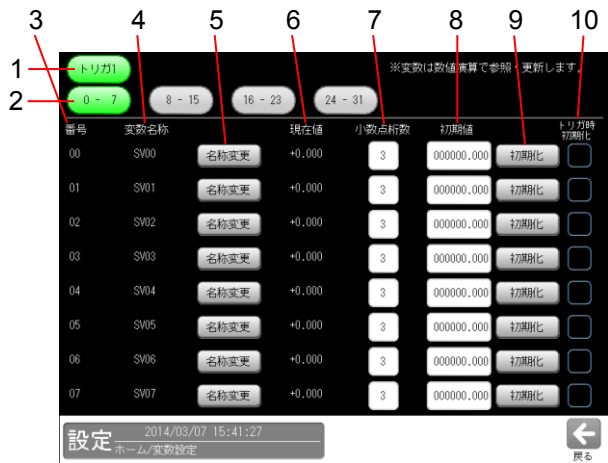 3 4 5 6 7 8 9 10
1 トリガ1 ※変数は数値演算で参照・更新します。
2 0 - 7 8 - 15 16 - 23 24 - 31
番号 変数名称 現在値 小数点桁数 初期値 トリガ時
初期化
00 SV00 名称変更 +0.000 3 000000.000 初期化
01 SV01 名称変更 +0.000 3 000000.000 初期化
02 SV02 名称変更 +0.000 3 000000.000 初期化
03 SV03 名称変更 +0.000 3 000000.000 初期化
04 SV04 名称変更 +0.000 3 000000.000 初期化
05 SV05 名称変更 +0.000 3 000000.000 初期化
06 SV06 名称変更 +0.000 3 000000.000 初期化
07 SV07 名称変更 +0.000 3 000000.000 初期化
設定 2014/03/07 15:41:27
ホーム/変数設定
戻る